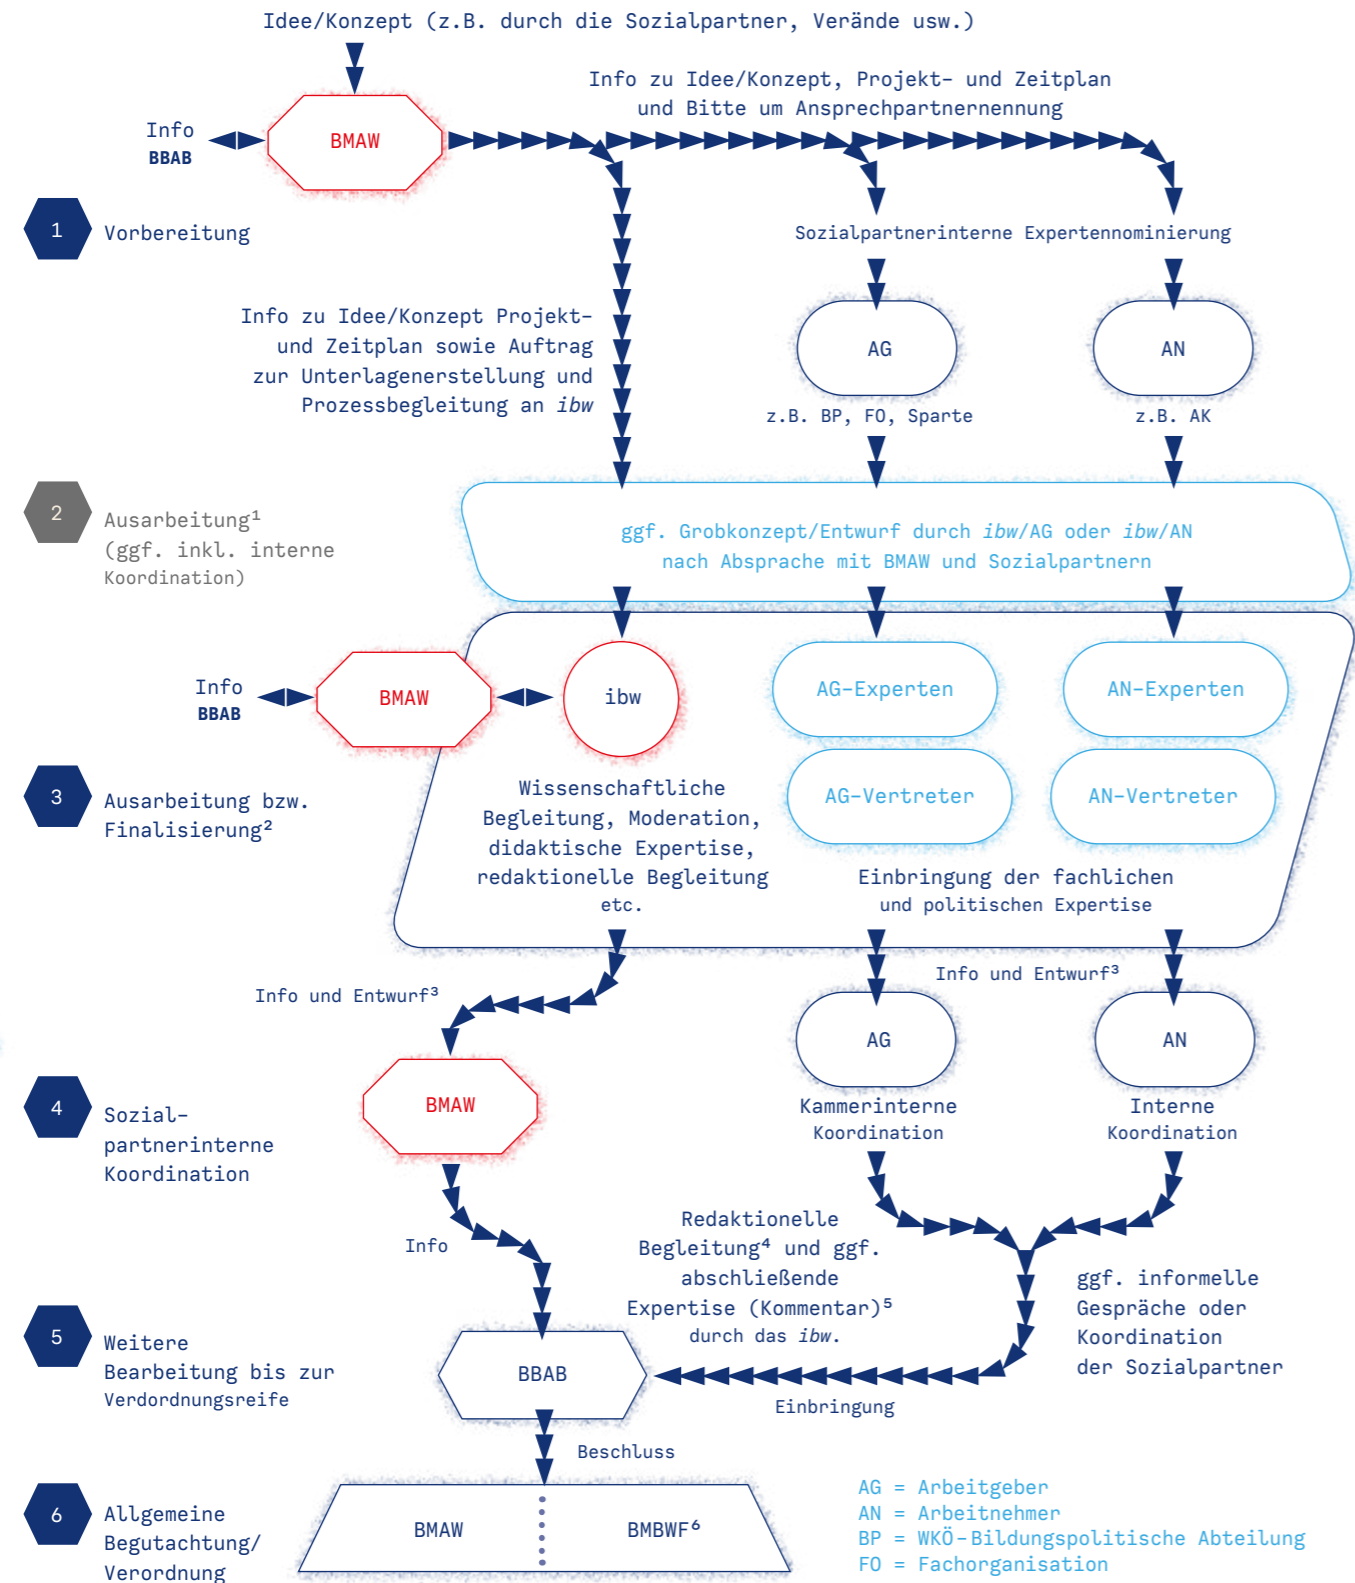 Idee/Konzept (z.B. durch die Sozialpartner, Verände usw.)
Info zu Idee/Konzept, Projekt- und Zeitplan
und Bitte um Ansprechpartnernennung
Info
BBAB
BMAW
1
Vorbereitung
Sozialpartnerinterne Expertennominierung
Info zu Idee/Konzept Projekt-
und Zeitplan sowie Auftrag
zur Unterlagenerstellung und
Prozessbegleitung an ibw
AG
AN
z.B. BP, FO, Sparte
z.B. AK
2
Ausarbeitung¹
(ggf. inkl. interne
Koordination)
ggf. Grobkonzept/Entwurf durch ibw/AG oder ibw/AN
nach Absprache mit BMAW und Sozialpartnern
Info
BBAB
BMAW
ibw
AG-Experten
AN-Experten
3
Ausarbeitung bzw.
Finalisierung²
Wissenschaftliche
Begleitung, Moderation,
didaktische Expertise,
redaktionelle Begleitung
etc.
AG-Vertreter
AN-Vertreter
Einbringung der fachlichen
und politischen Expertise
Info und Entwurf³
Info und Entwurf³
AG
AN
4
Sozial-
partnerinterne
Koordination
BMAW
Kammerinterne
Koordination
Interne
Koordination
Info
Redaktionelle
Begleitung⁴ und ggf.
abschließende
Expertise (Kommentar)⁵
durch das ibw.
ggf. informelle
Gespräche oder
Koordination
der Sozialpartner
5
Weitere
Bearbeitung bis zur
Verdordnungsreife
BBAB
Einbringung
Beschluss
6
Allgemeine
Begutachtung/
Verordnung
BMAW
BMBWF⁶
AG = Arbeitgeber
AN = Arbeitnehmer
BP = WKÖ-Bildungspolitische Abteilung
FO = Fachorganisation